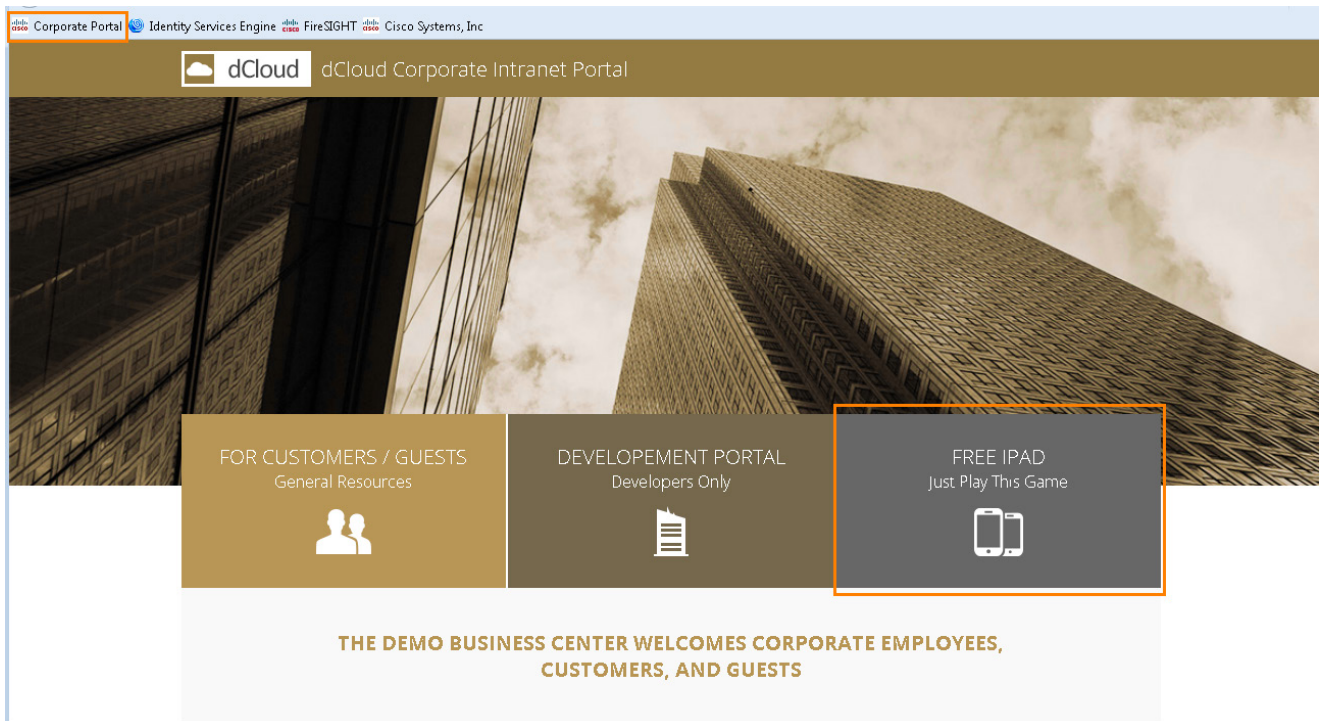 Corporate Portal Identity Services Engine FireSIGHT Cisco Systems, Inc
dCloud dCloud Corporate Intranet Portal
FOR CUSTOMERS / GUESTS
General Resources
DEVELOPEMENT PORTAL
Developers Only
FREE IPAD
Just Play This Game
THE DEMO BUSINESS CENTER WELCOMES CORPORATE EMPLOYEES,
CUSTOMERS, AND GUESTS